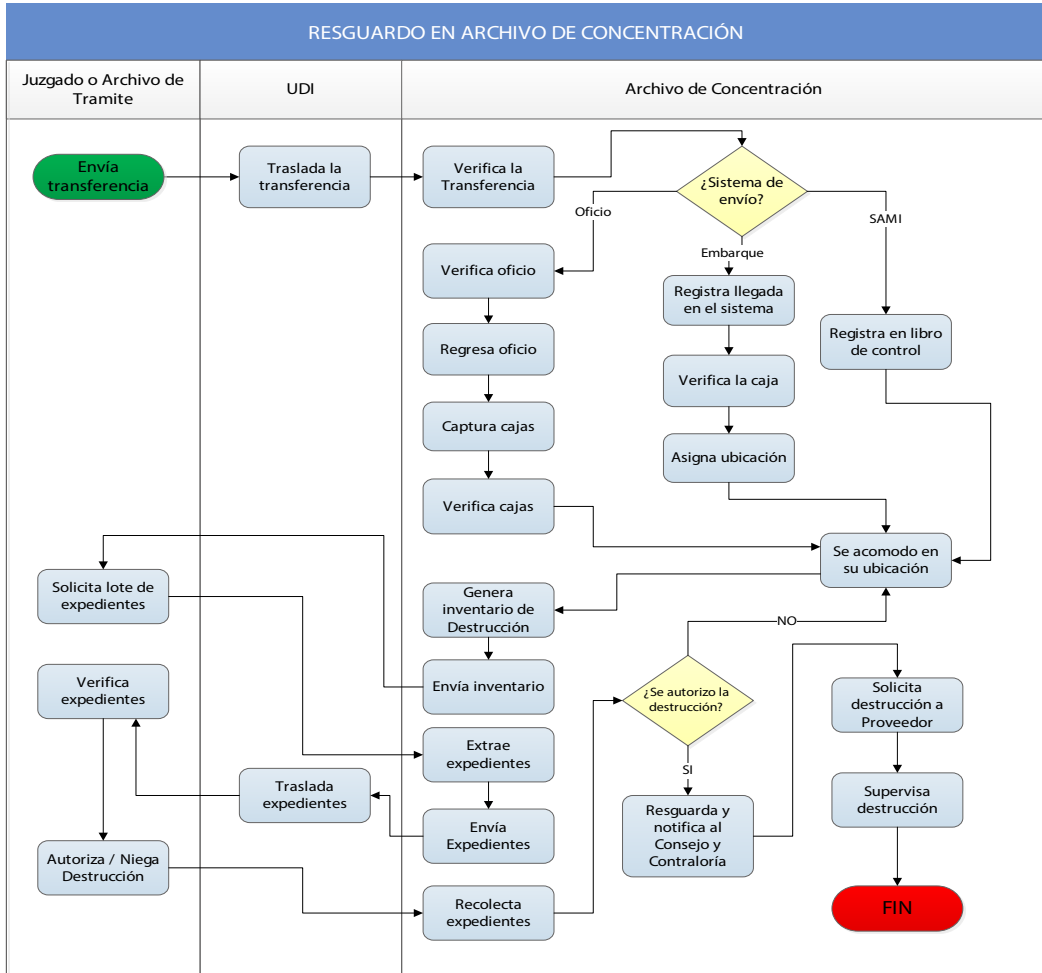 RESGUARDO EN ARCHIVO DE CONCENTRACIÓN
Juzgado o Archivo de
Tramite
UDI
Archivo de Concentración
Envía
transferencia
Traslada la
transferencia
Verifica la
Transferencia
¿Sistema de
envío?
Oficio
SAMI
Embarque
Verifica oficio
Registra llegada
en el sistema
Registra en libro
de control
Regresa oficio
Verifica la caja
Captura cajas
Asigna ubicación
Verifica cajas
Se acomodo en
su ubicación
Solicita lote de
expedientes
Genera
inventario de
Destrucción
NO
Verifica
expedientes
Envía inventario
¿Se autorizo la
destrucción?
Solicita
destrucción a
Proveedor
Extrae
expedientes
SI
Traslada
expedientes
Supervisa
destrucción
Envía
Expedientes
Resguarda y
notifica al
Consejo y
Contraloría
Autoriza / Niega
Destrucción
Recolecta
expedientes
FIN